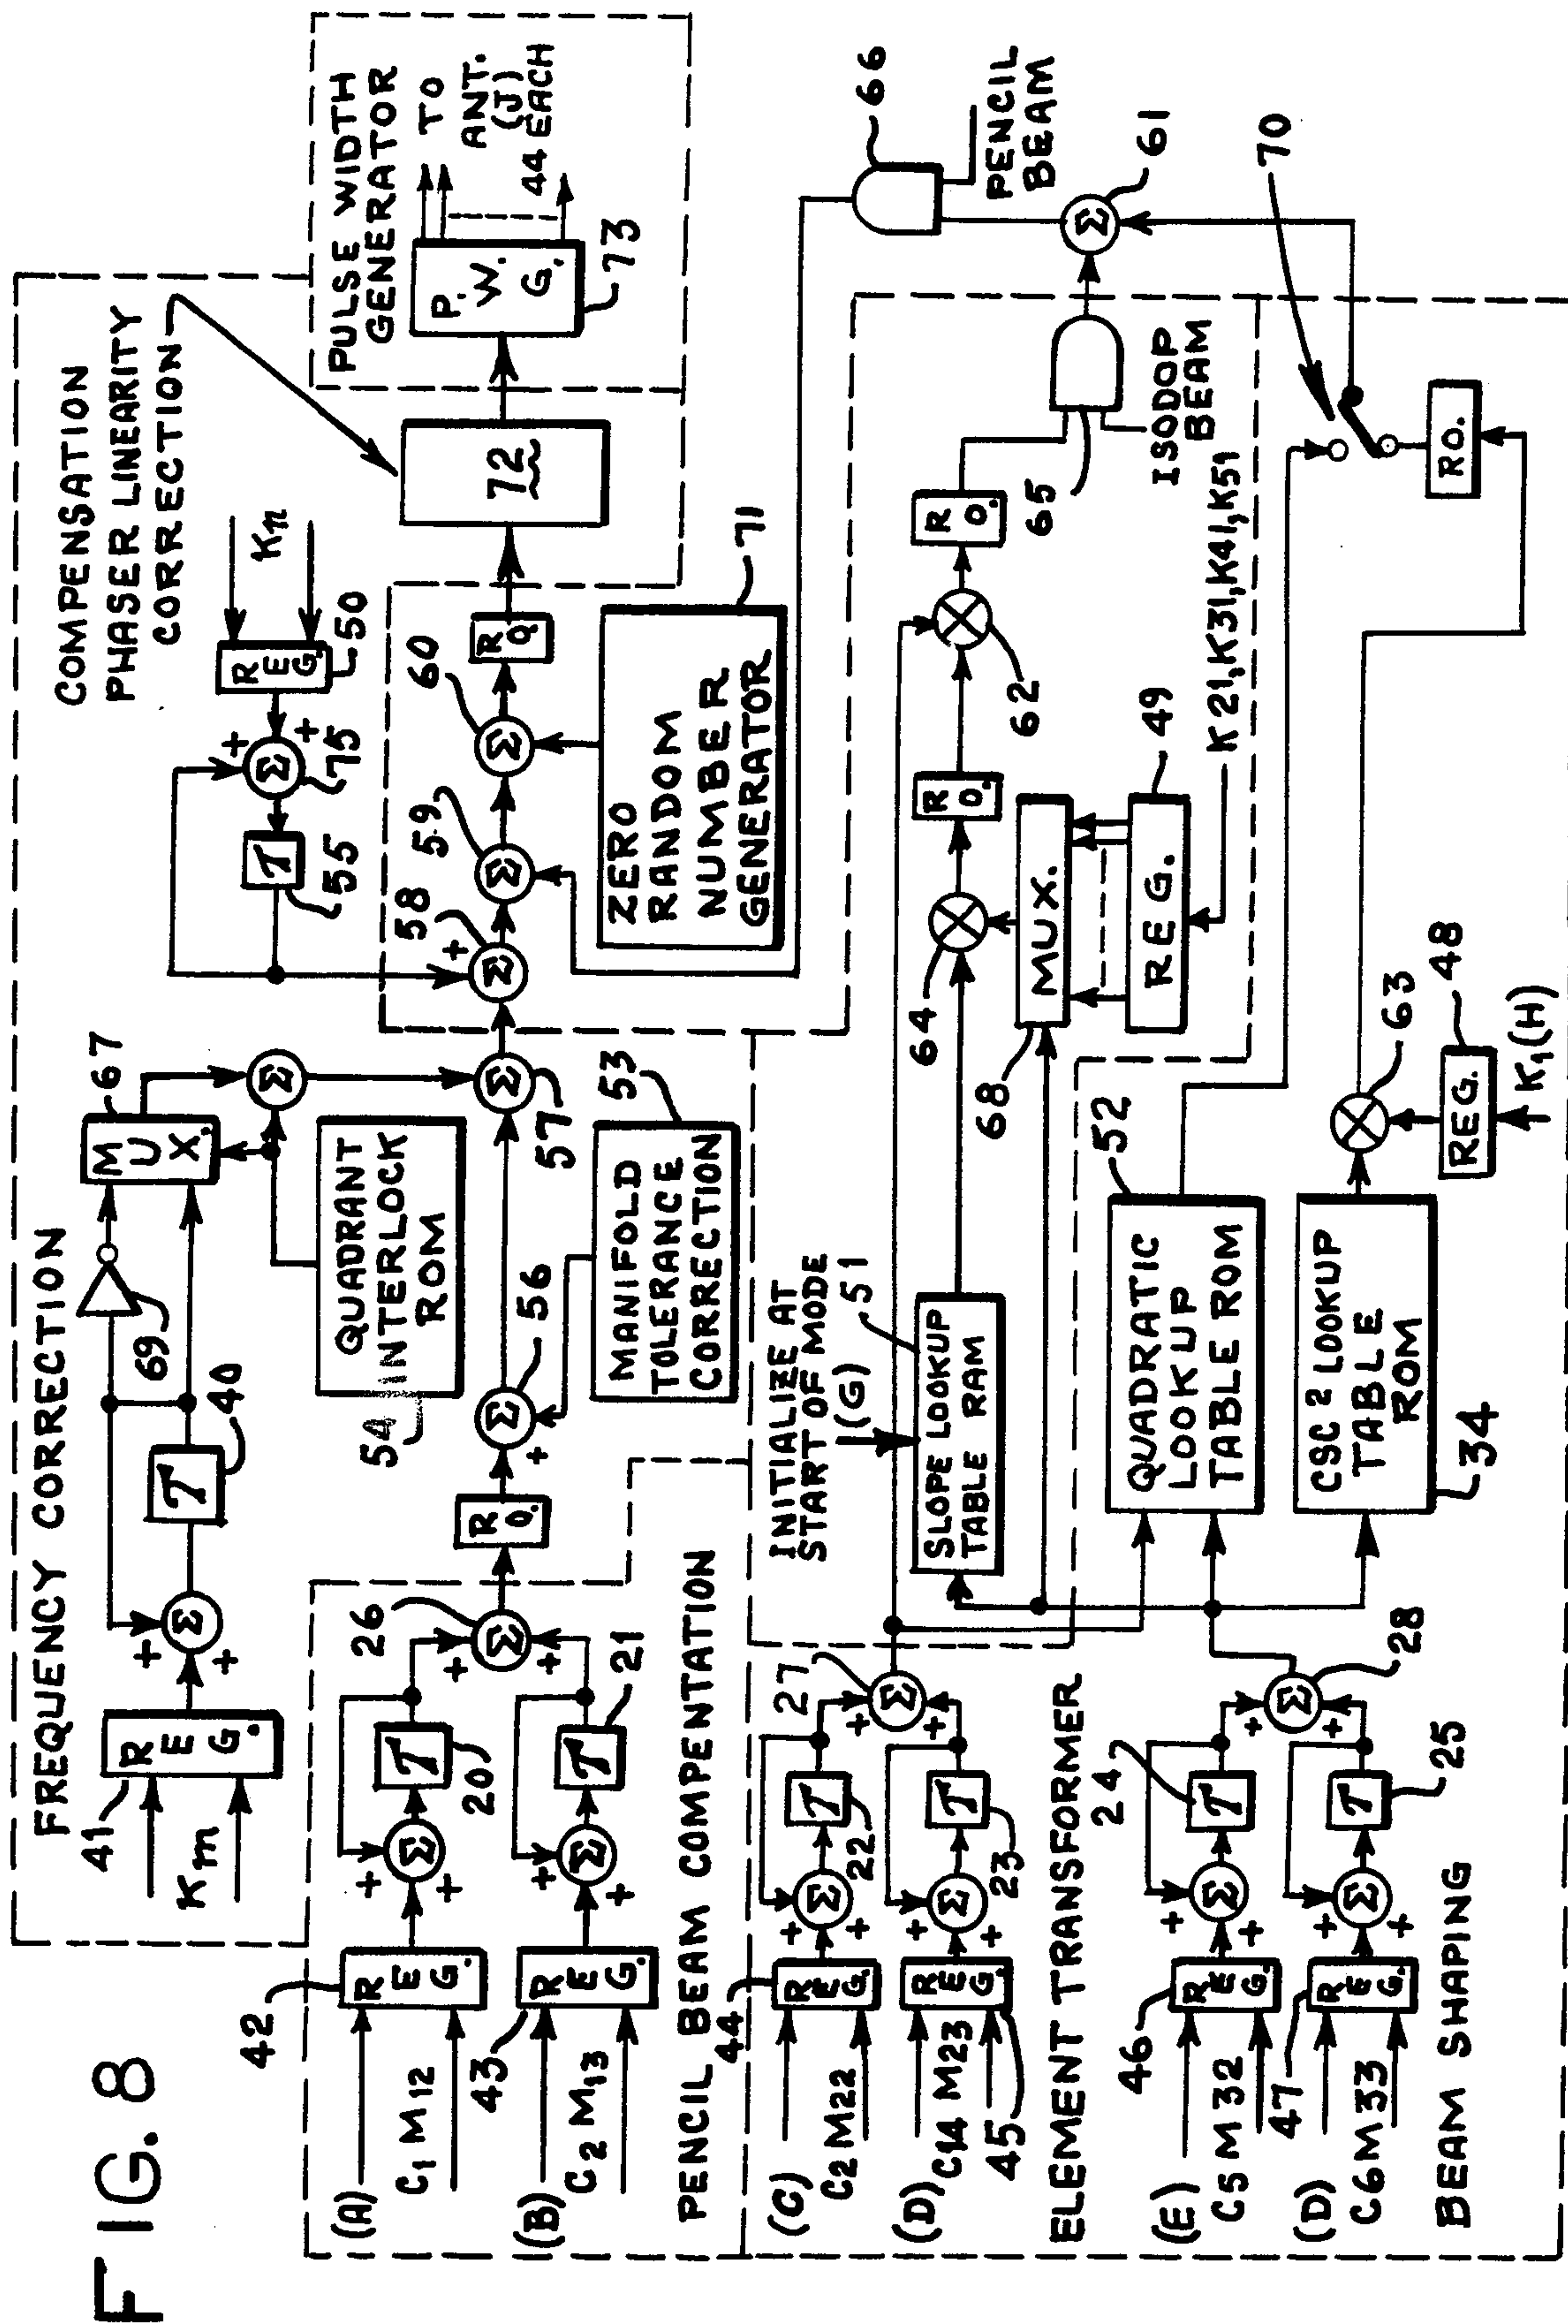 FIG. 8
FREQUENCY CORRECTION
41
REG.
Km
Σ
+
+
T
40
69
MUX.
67
Σ
QUADRANT
INTERLOCK
ROM
54
COMPENSATION
PHASER LINEARITY
CORRECTION
Kn
REG.
50
+
+
Σ
75
T
55
PULSE WIDTH
GENERATOR
P.
W.
G.
73
TO
ANT.
(J)
44 EACH
72
42
(A)
C1 M12
REG.
+
+
Σ
T
20
26
+
+
Σ
43
(B)
C2 M13
REG.
+
+
Σ
T
21
PENCIL BEAM COMPENTATION
RO.
+
56
Σ
MANIFOLD
TOLERANCE
CORRECTION
53
57
Σ
58
+
Σ
59
Σ
60
Σ
RO
ZERO
RANDOM
NUMBER
GENERATOR
71
44
(C)
C2 M22
REG.
+
+
Σ
T
22
27
+
+
Σ
(D)
C14 M23
REG.
45
+
+
Σ
T
23
ELEMENT TRANSFORMER
INITIALIZE AT
START OF MODE
(G)
51
SLOPE LOOKUP
TABLE RAM
64
RO.
62
RO.
65
ISODOP
BEAM
MUX.
68
REG.
49
K21,K31,K41,K51
66
PENCIL
BEAM
Σ
61
70
46
(E)
C5 M32
REG.
+
+
Σ
24
T
28
+
+
Σ
47
(D)
C6 M33
REG.
+
+
Σ
T
25
BEAM SHAPING
QUADRATIC
LOOKUP
TABLE ROM
52
CSC 2 LOOKUP
TABLE
ROM
34
63
REG.
48
K1(H)
RO.